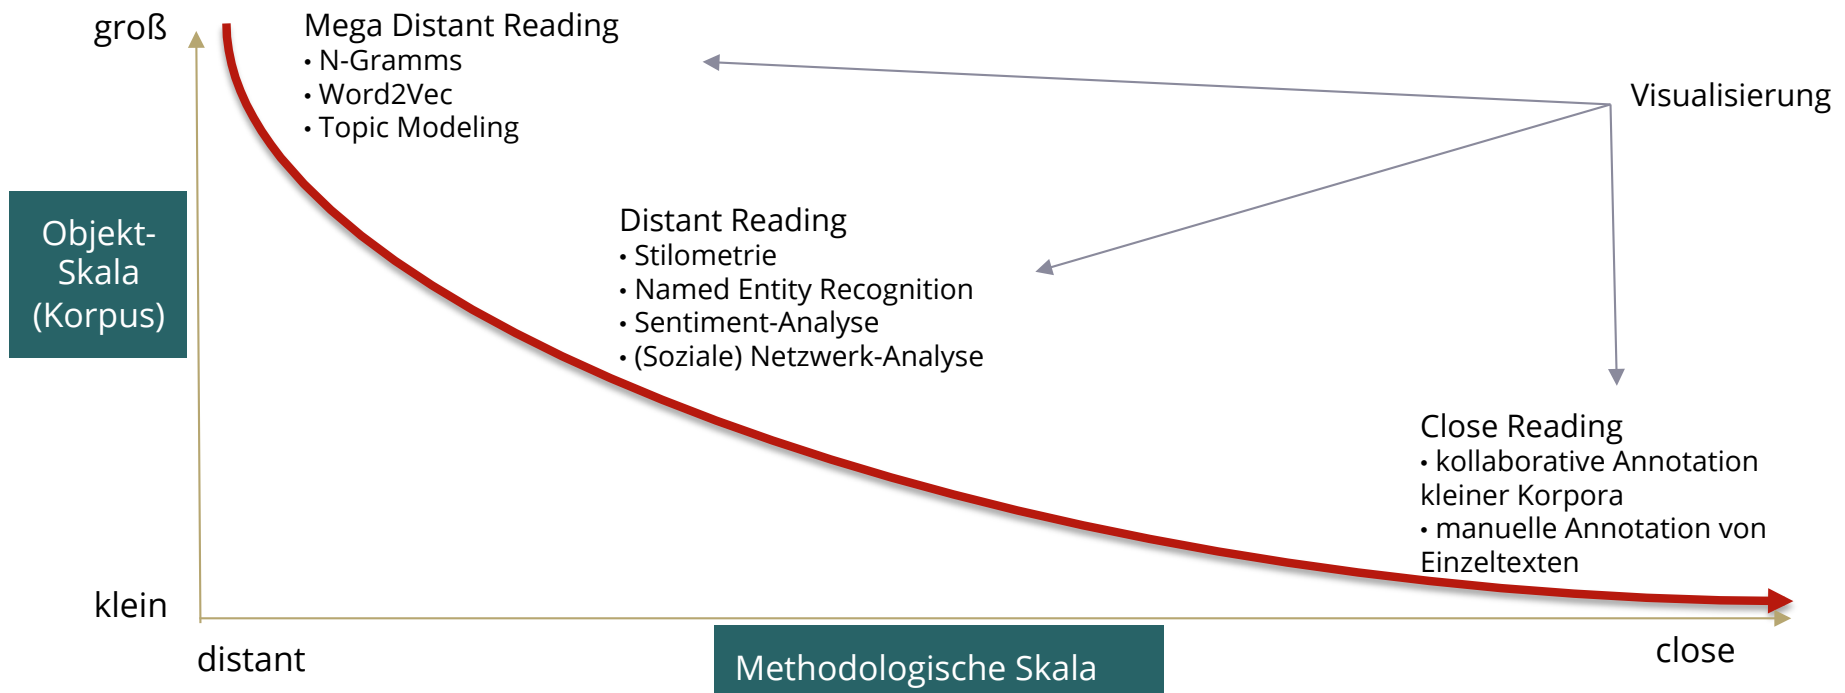 groß
Mega Distant Reading
• N-Gramms
• Word2Vec
• Topic Modeling
Visualisierung
Objekt-
Skala
(Korpus)
Distant Reading
• Stilometrie
• Named Entity Recognition
• Sentiment-Analyse
• (Soziale) Netzwerk-Analyse
Close Reading
• kollaborative Annotation
kleiner Korpora
• manuelle Annotation von
Einzeltexten
klein
distant
Methodologische Skala
close